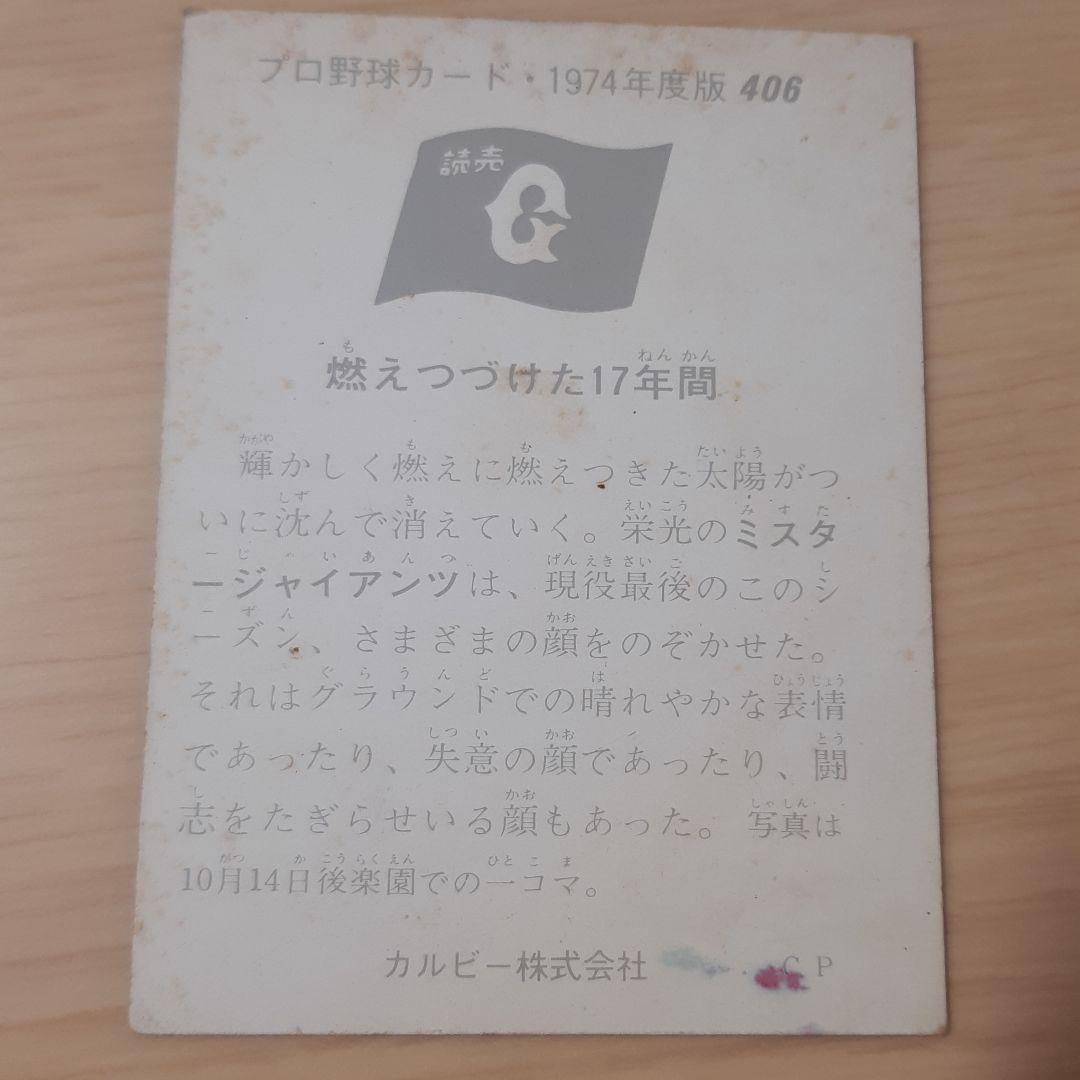 プロ野球カード・1974年度版 406
読売
G
燃えつづけた17年間
輝かしく燃えに燃えつきた太陽がつ
いに沈んで消えていく。栄光のミスタ
ージャイアンツは、現役最後のこのシ
ーズン、さまざまの顔をのぞかせた。
それはグラウンドでの晴れやかな表情
であったり、失意の顔であったり、闘
志をたぎらせいる顔もあった。写真は
10月14日後楽園での一コマ。
カルビー株式会社
C P